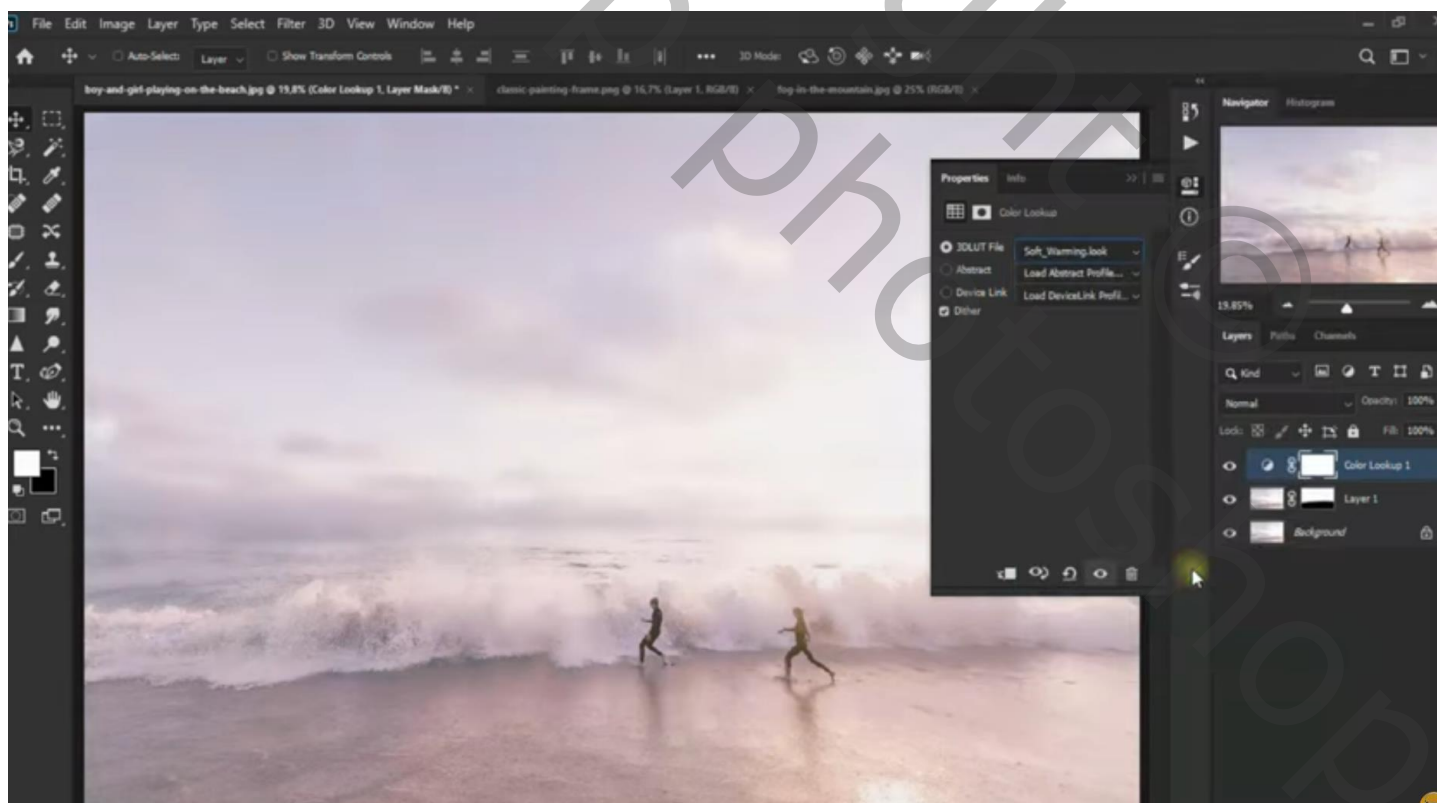 File Edit Image Layer Type Select Filter 3D View Window Help
Auto-Select: Layer Show Transform Controls 3D Mode:
boy-and-girl-playing-on-the-beach.jpg @ 19,8% (Color Lookup 1, Layer Mask/8) * × classic-painting-frame.png @ 16,7% (Layer 1, RGB/8) × fog-in-the-mountain.jpg @ 25% (RGB/8) ×
Navigator Histogram
Properties Info
Color Lookup
3DLUT File Soft_Warming.look
Abstract Load Abstract Profile...
Device Link Load DeviceLink Profil...
Dither
19.85%
Layers Paths Channels
Kind
Normal Opacity: 100%
Lock: Fill: 100%
Color Lookup 1
Layer 1
Background
photoshop